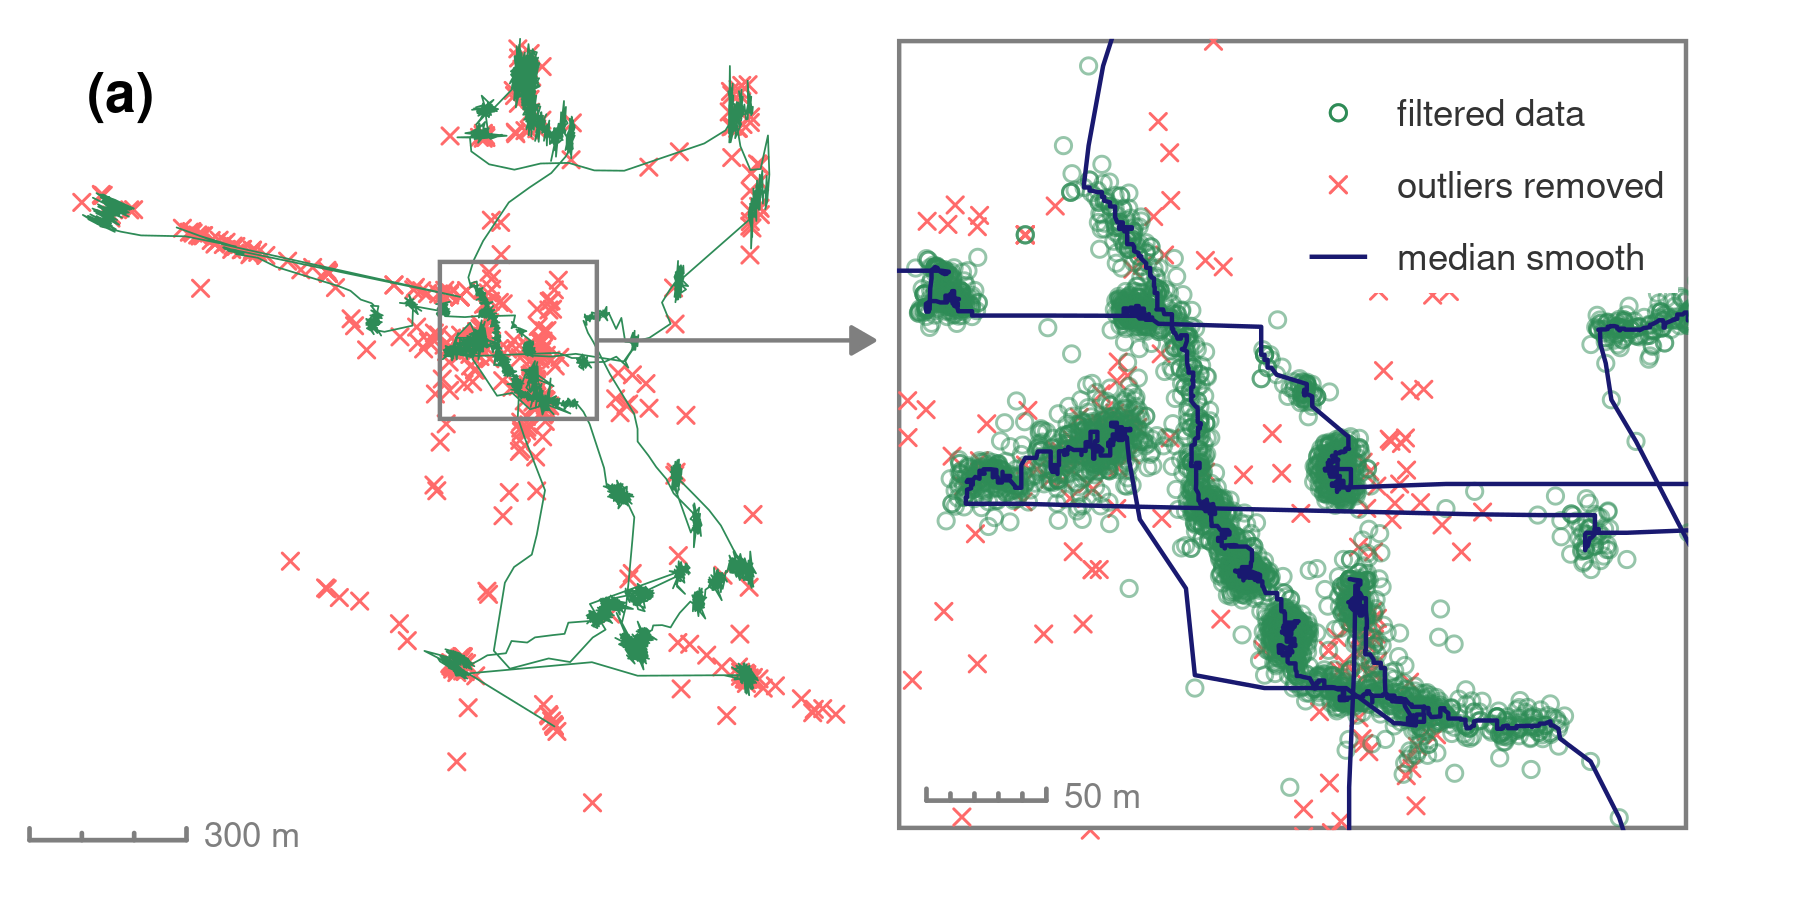 (a)
filtered data
outliers removed
median smooth
50 m
300 m